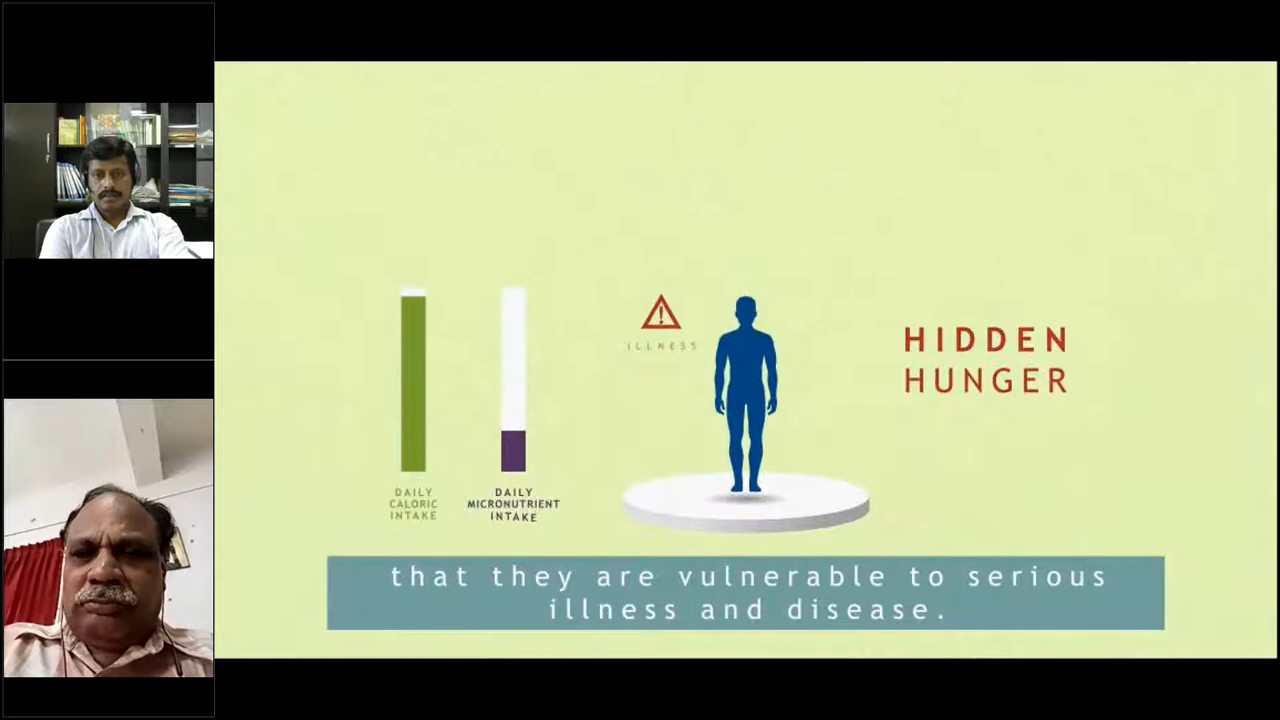 ILLNESS
HIDDEN
HUNGER
DAILY
CALORIC
INTAKE
DAILY
MICRONUTRIENT
INTAKE
that they are vulnerable to serious
illness and disease.